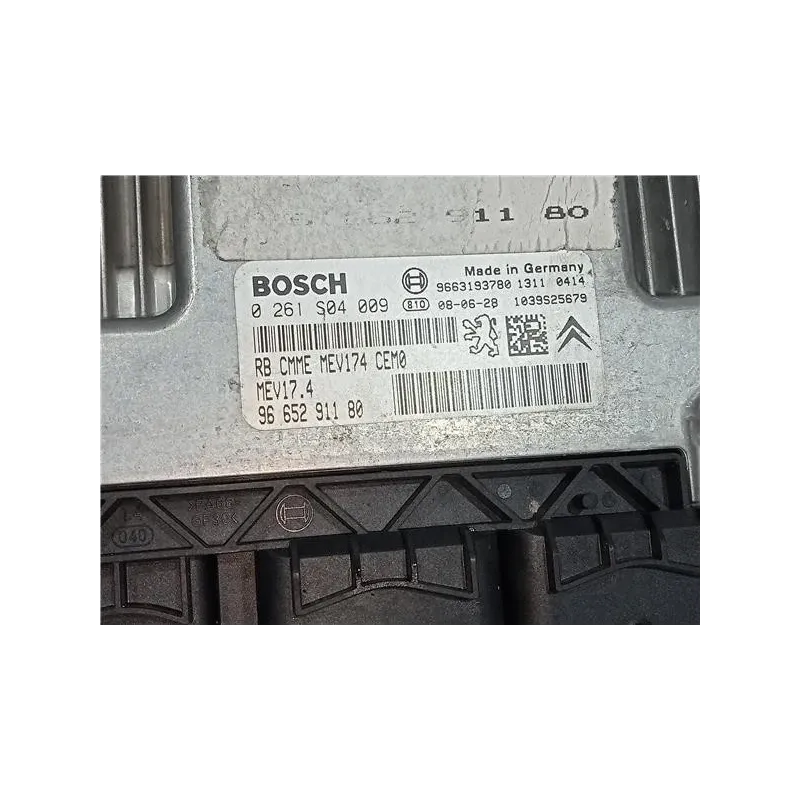 11 80
BOSCH
Made in Germany
9663193780 1311 0414
0 261 S04 009
810
08-06-28
1039S25679
RB CMME MEV174 CEM0
MEV17.4
96 652 911 80
040